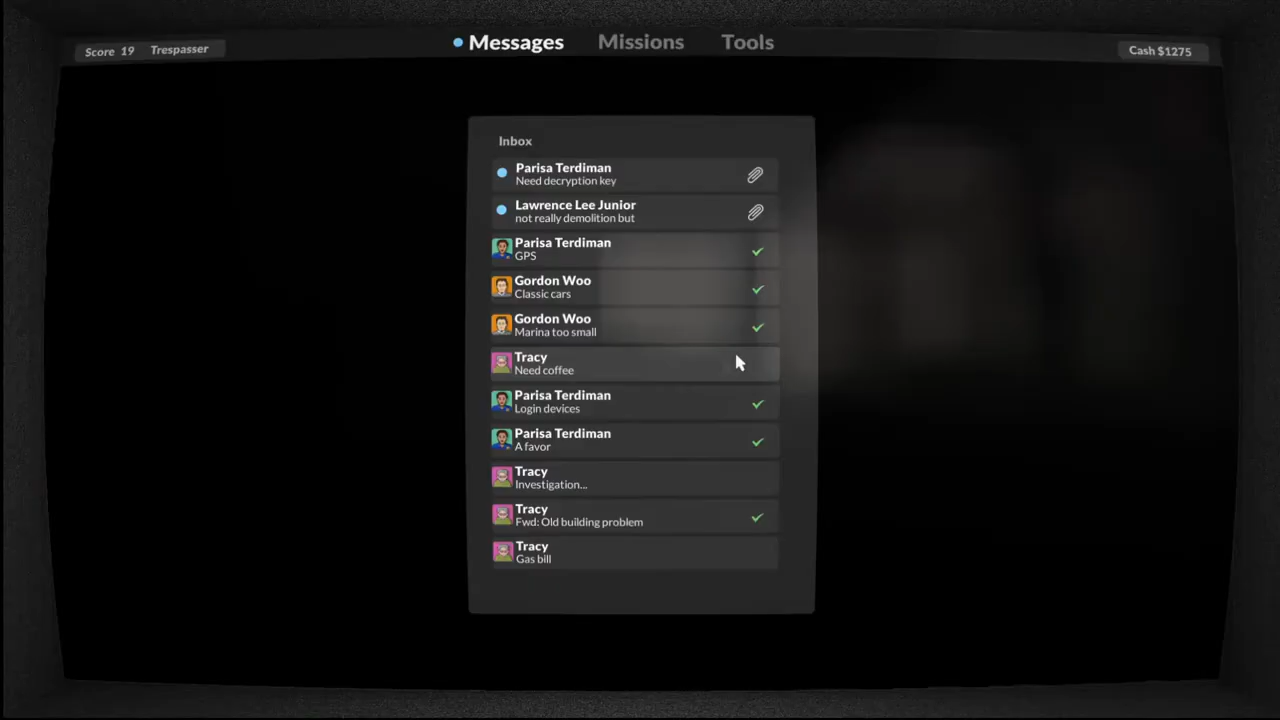 Score 19 Trespasser
Messages Missions Tools
Cash $1275
Inbox
Parisa Terdiman
Need decryption key
Lawrence Lee Junior
not really demolition but
Parisa Terdiman
GPS
Gordon Woo
Classic cars
Gordon Woo
Marina too small
Tracy
Need coffee
Parisa Terdiman
Login devices
Parisa Terdiman
A favor
Tracy
Investigation...
Tracy
Fwd: Old building problem
Tracy
Gas bill